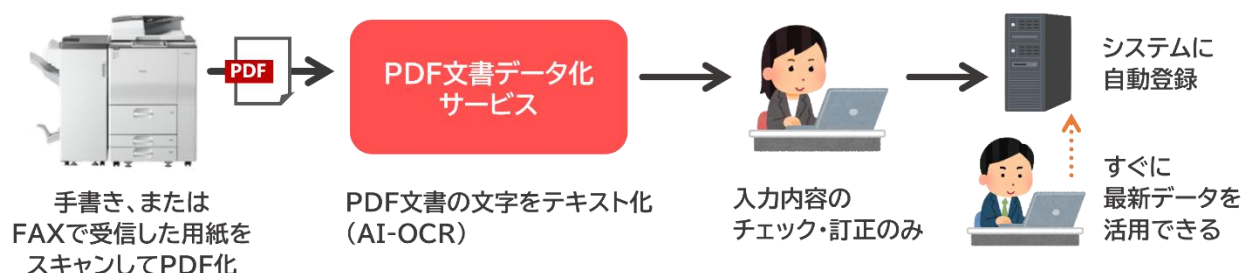 PDF
PDF文書データ化
サービス
システムに
自動登録
手書き、または
FAXで受信した用紙を
スキャンしてPDF化
PDF文書の文字をテキスト化
（AI-OCR）
入力内容の
チェック・訂正のみ
すぐに
最新データを
活用できる